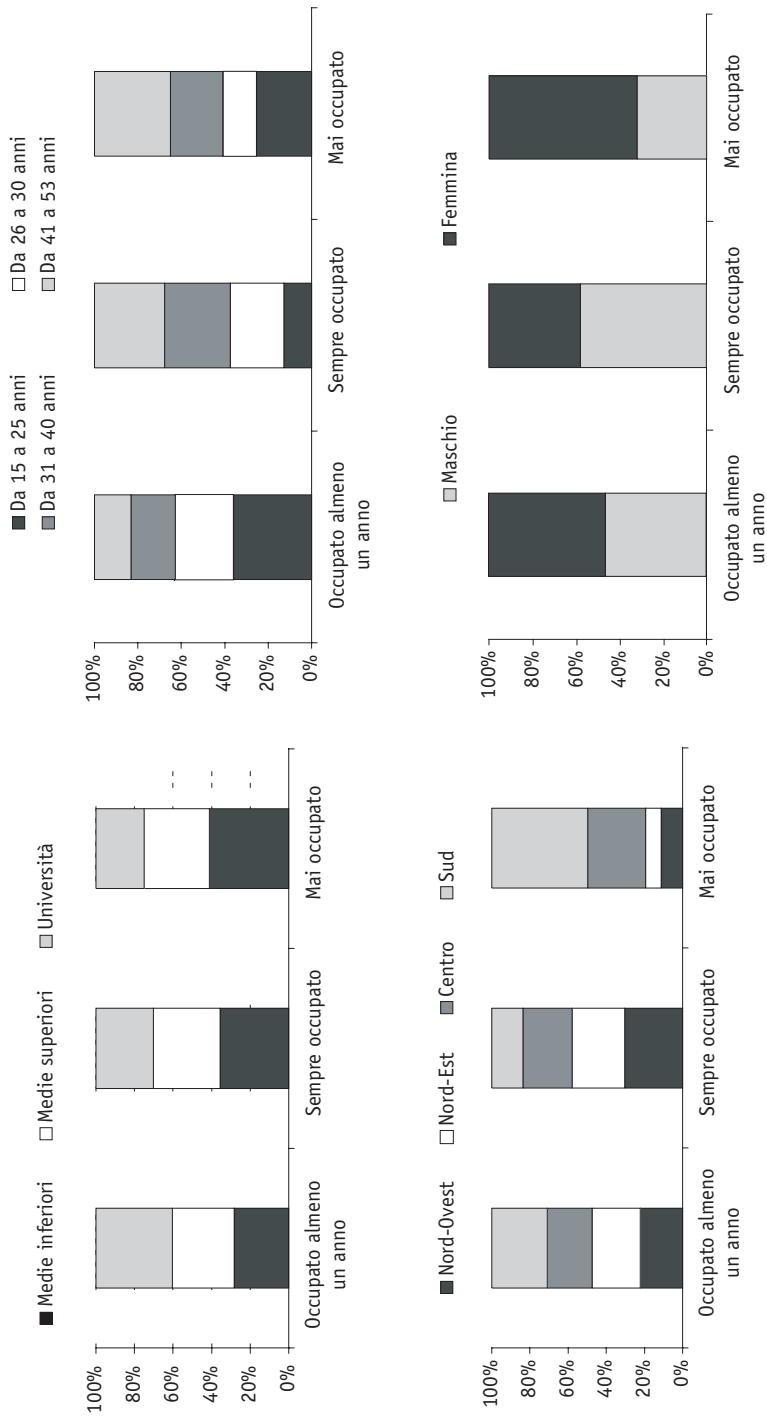 Medie inferiori Medie superiori Università
100%
80%
60%
40%
20%
0%
Occupato almeno un anno
Sempre occupato
Mai occupato
Da 15 a 25 anni Da 26 a 30 anni
Da 31 a 40 anni Da 41 a 53 anni
100%
80%
60%
40%
20%
0%
Occupato almeno
un anno
Sempre occupato
Mai occupato
Nord-Ovest Nord-Est Centro Sud
100%
80%
60%
40%
20%
0%
Occupato almeno
un anno
Sempre occupato
Mai occupato
Maschio Femmina
100%
80%
60%
40%
20%
0%
Occupato almeno
un anno
Sempre occupato
Mai occupato